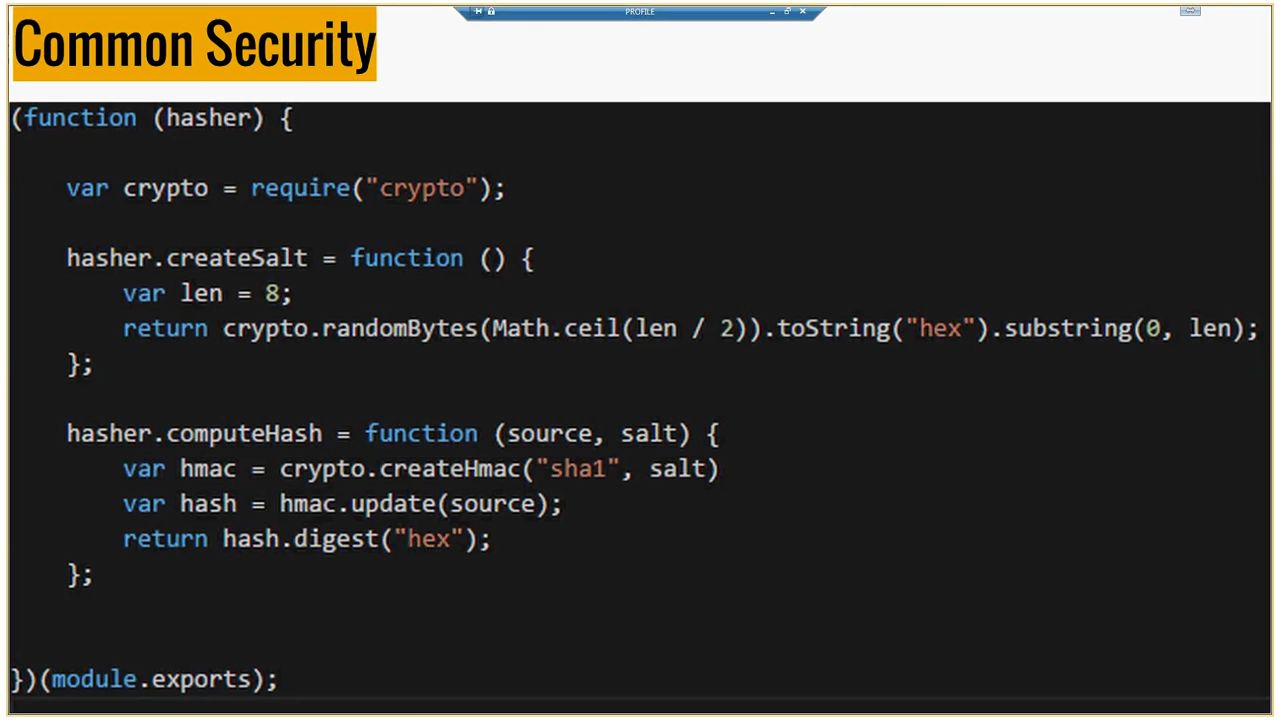 PROFILE
Common Security
(function (hasher) {
var crypto = require("crypto");
hasher.createSalt = function () {
var len = 8;
return crypto.randomBytes(Math.ceil(len / 2)).toString("hex").substring(0, len);
};
hasher.computeHash = function (source, salt) {
var hmac = crypto.createHmac("sha1", salt)
var hash = hmac.update(source);
return hash.digest("hex");
};
})(module.exports);